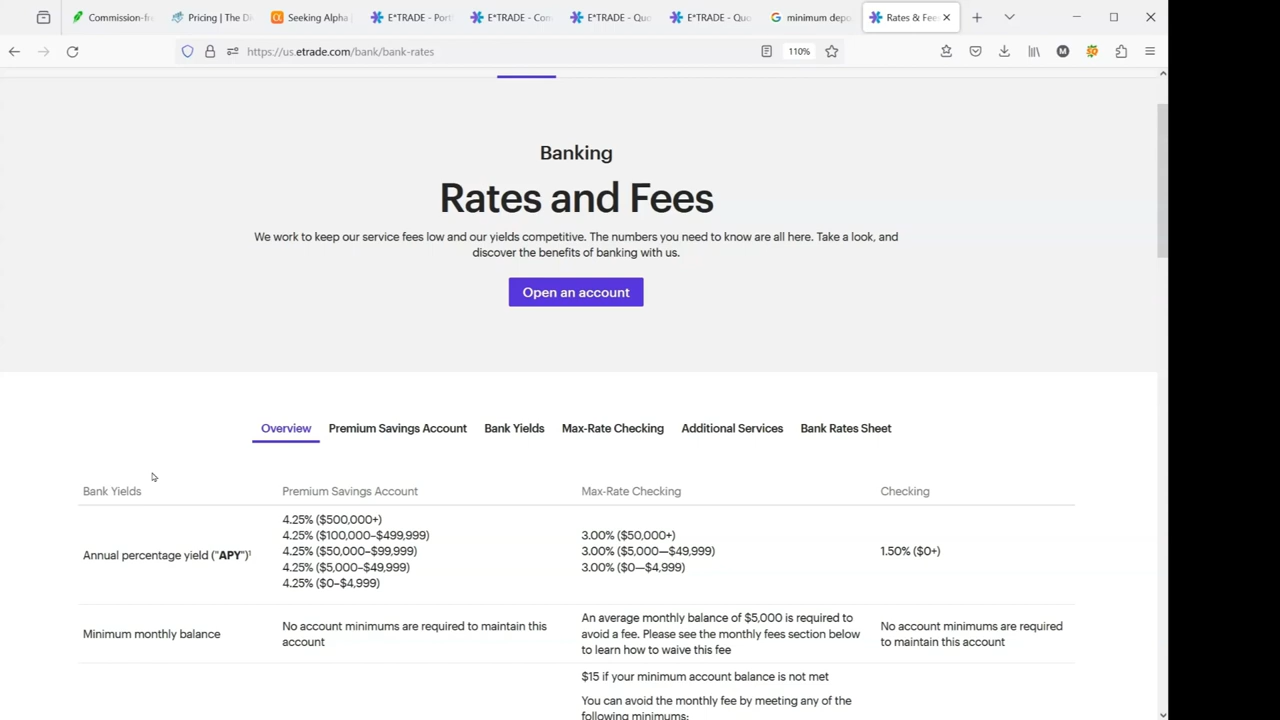 Commission-fr
Pricing | The Di
Seeking Alpha |
E*TRADE - Port
E*TRADE - Com
E*TRADE - Quo
E*TRADE - Quo
minimum depo
Rates & Fee
https://us.etrade.com/bank/bank-rates
110%
M
Banking
Rates and Fees
We work to keep our service fees low and our yields competitive. The numbers you need to know are all here. Take a look, and
discover the benefits of banking with us.
Open an account
Overview Premium Savings Account Bank Yields Max-Rate Checking Additional Services Bank Rates Sheet
Bank Yields Premium Savings Account Max-Rate Checking Checking
Annual percentage yield ("APY")¹
4.25% ($500,000+)
4.25% ($100,000–$499,999)
4.25% ($50,000–$99,999)
4.25% ($5,000–$49,999)
4.25% ($0–$4,999)
3.00% ($50,000+)
3.00% ($5,000—$49,999)
3.00% ($0—$4,999)
1.50% ($0+)
Minimum monthly balance
No account minimums are required to maintain this
account
An average monthly balance of $5,000 is required to
avoid a fee. Please see the monthly fees section below
to learn how to waive this fee
No account minimums are required
to maintain this account
$15 if your minimum account balance is not met
You can avoid the monthly fee by meeting any of the
following minimums: